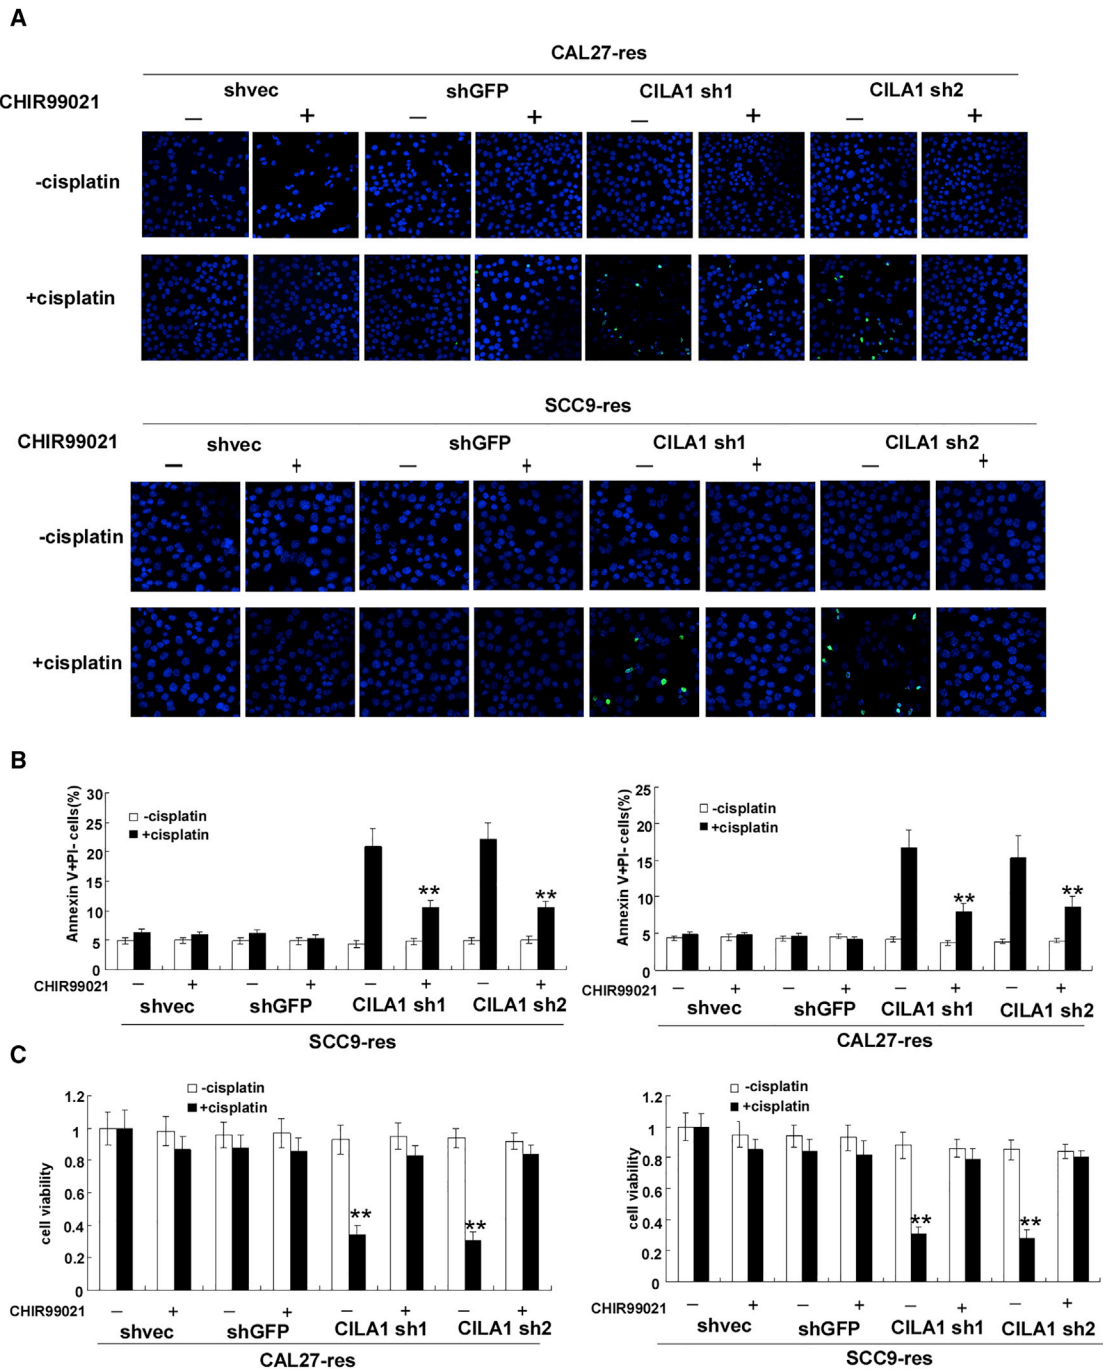 A
CAL27-res
shvec shGFP CILA1 sh1 CILA1 sh2
CHIR99021
— + — + — + — +
-cisplatin
+cisplatin
SCC9-res
CHIR99021 shvec shGFP CILA1 sh1 CILA1 sh2
— + — + — + — +
-cisplatin
+cisplatin
B
Annexin V+PI- cells(%)
30
25
20
15
10
5
0
-cisplatin
+cisplatin
** **
CHIR99021 — + — + — + — +
shvec shGFP CILA1 sh1 CILA1 sh2
SCC9-res
Annexin V+PI- cells(%)
25
20
15
10
5
0
-cisplatin
+cisplatin
** **
CHIR99021 — + — + — + — +
shvec shGFP CILA1 sh1 CILA1 sh2
CAL27-res
C
cell viability
1.2
1
0.8
0.6
0.4
0.2
0
-cisplatin
+cisplatin
** **
CHIR99021 — + — + — + — +
shvec shGFP CILA1 sh1 CILA1 sh2
CAL27-res
cell viability
1.2
1
0.8
0.6
0.4
0.2
0
-cisplatin
+cisplatin
** **
CHIR99021 — + — + — + — +
shvec shGFP CILA1 sh1 CILA1 sh2
SCC9-res